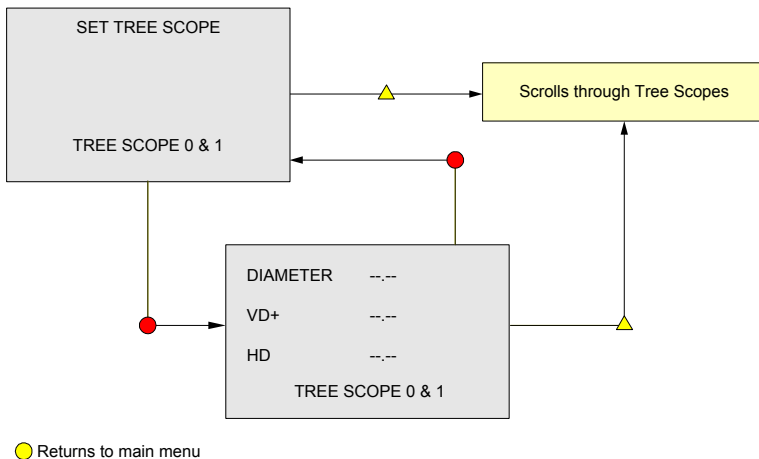 SET TREE SCOPE
TREE SCOPE 0 & 1
Scrolls through Tree Scopes
DIAMETER --.--
VD+ --.--
HD --.--
TREE SCOPE 0 & 1
Returns to main menu